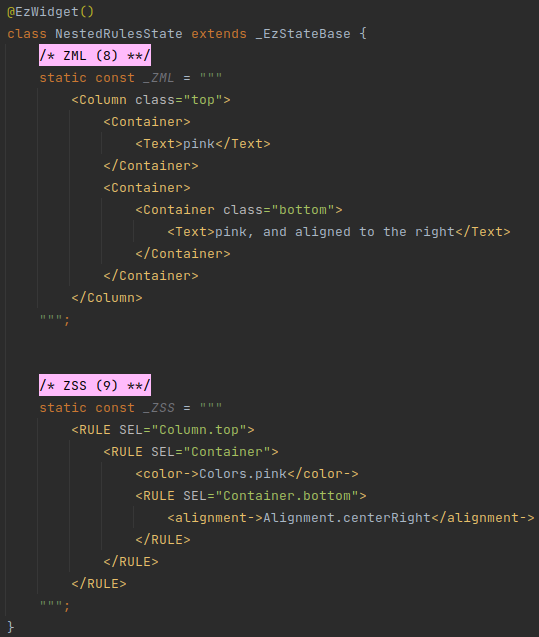 @EzWidget()
class NestedRulesState extends _EzStateBase {
    /* ZML (8) **/
    static const _ZML = """
        <Column class="top">
            <Container>
                <Text>pink</Text>
            </Container>
            <Container>
                <Container class="bottom">
                    <Text>pink, and aligned to the right</Text>
                </Container>
            </Container>
        </Column>
    """;
    /* ZSS (9) **/
    static const _ZSS = """
        <RULE SEL="Column.top">
            <RULE SEL="Container">
                <color->Colors.pink</color->
                <RULE SEL="Container.bottom">
                    <alignment->Alignment.centerRight</alignment->
                </RULE>
            </RULE>
        </RULE>
    """;
}